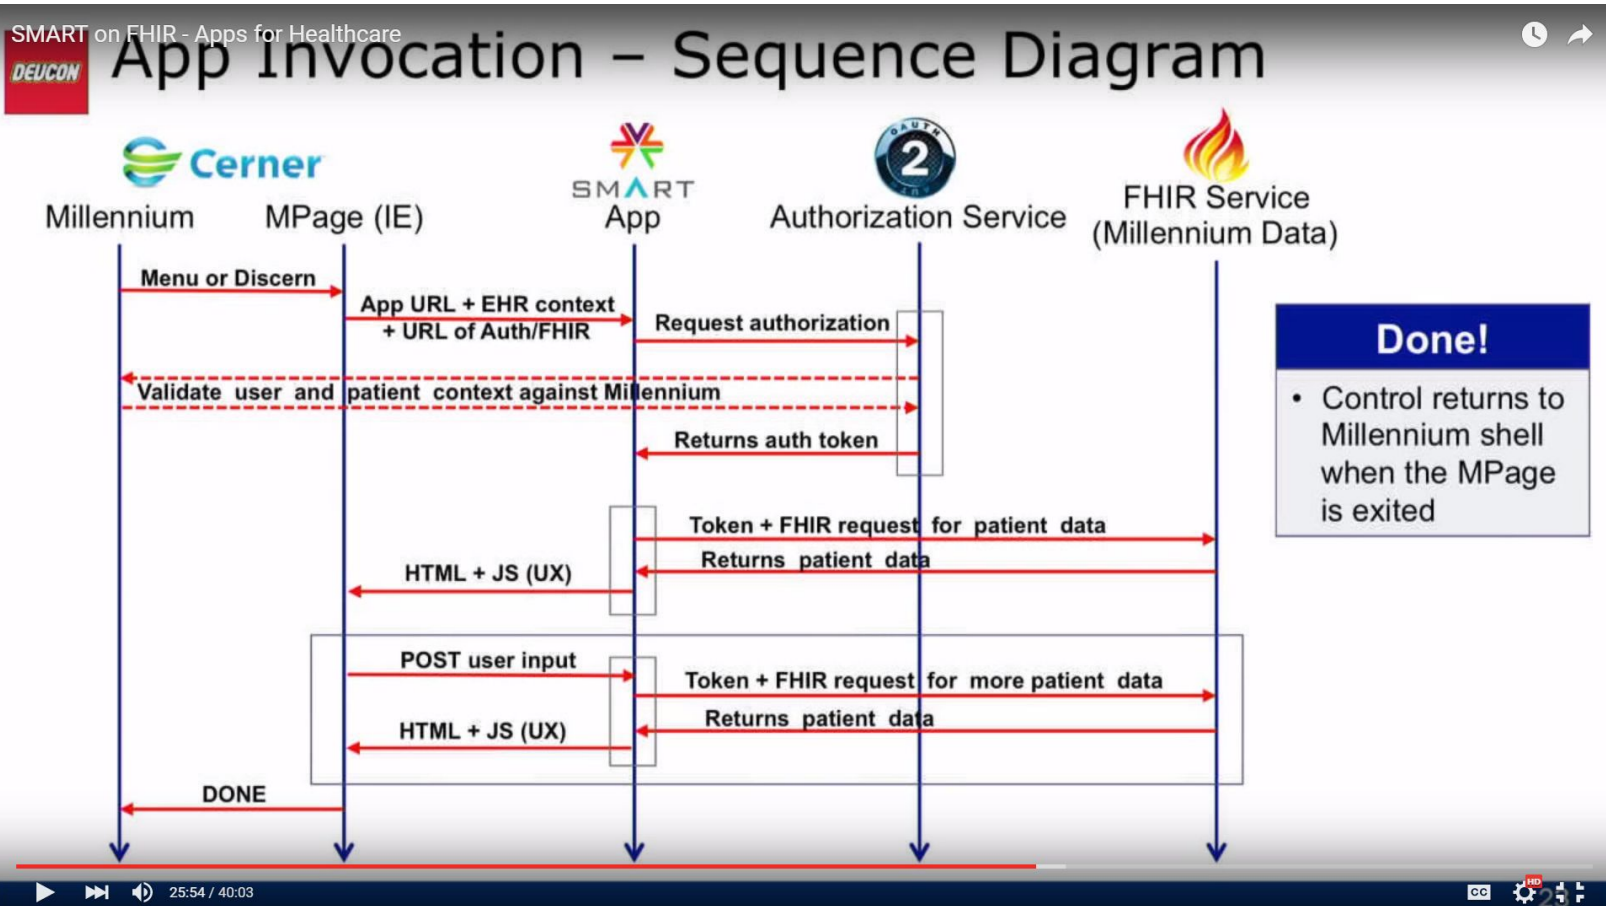 SMART on FHIR - Apps for Healthcare
App Invocation – Sequence Diagram
DEUCON
Cerner
SMART
OAUTH
2
Millennium
MPage (IE)
App
Authorization Service
FHIR Service
(Millennium Data)
Menu or Discern
App URL + EHR context
+ URL of Auth/FHIR
Request authorization
Validate user and patient context against Millennium
Returns auth token
Token + FHIR request for patient data
Returns patient data
HTML + JS (UX)
POST user input
Token + FHIR request for more patient data
Returns patient data
HTML + JS (UX)
DONE
Done!
• Control returns to
Millennium shell
when the MPage
is exited
25:54 / 40:03
CC
HD